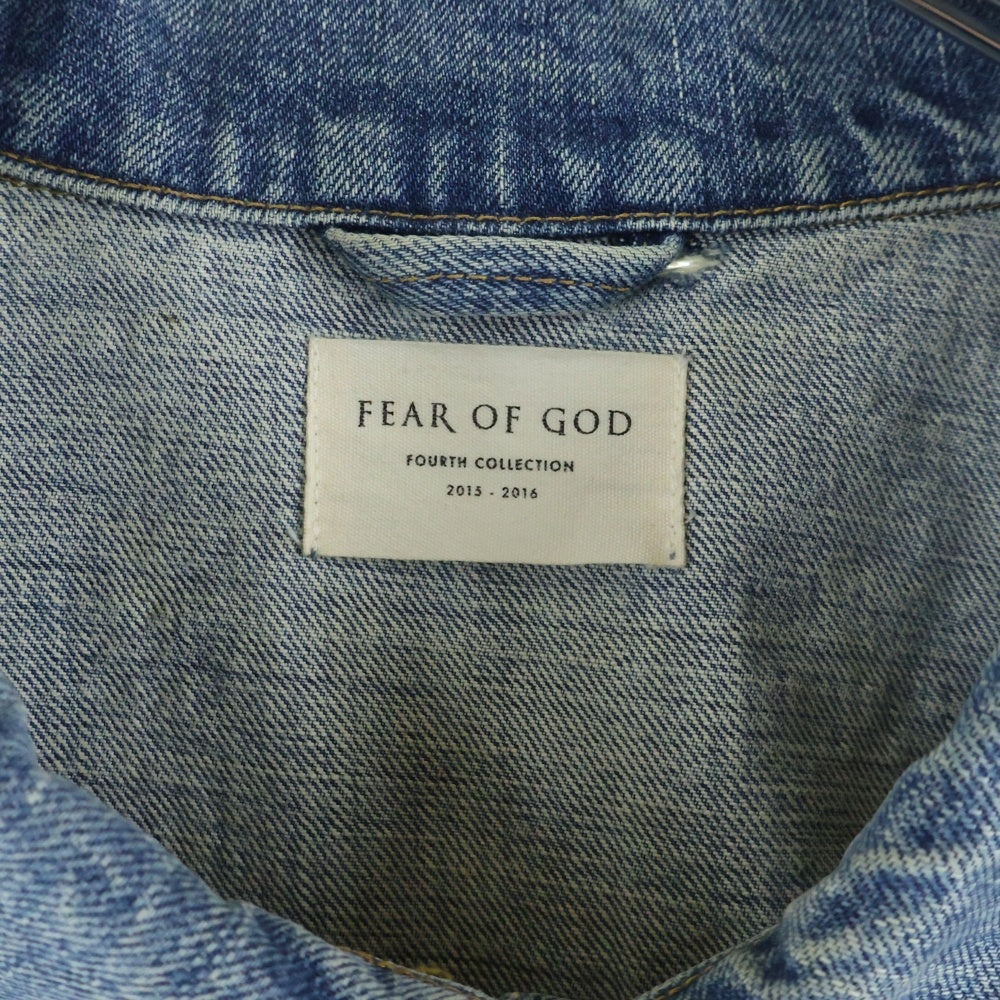 FEAR OF GOD
FOURTH COLLECTION
2015 - 2016